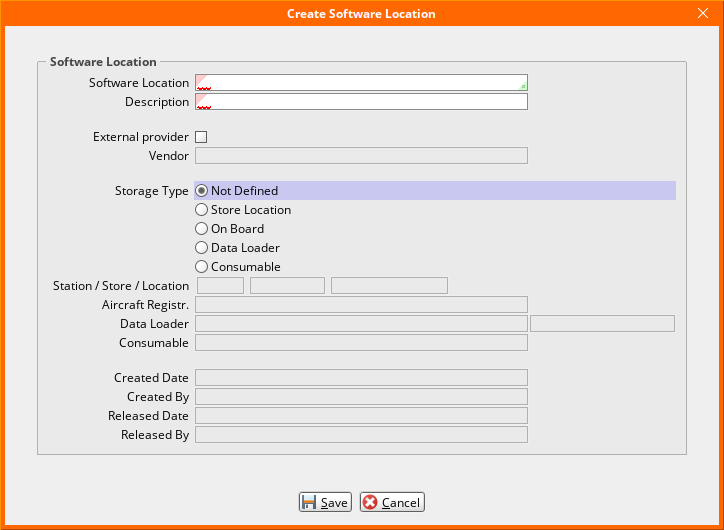 Create Software Location
Software Location
Software Location
Description
External provider
Vendor
Storage Type Not Defined
Store Location
On Board
Data Loader
Consumable
Station / Store / Location
Aircraft Registr.
Data Loader
Consumable
Created Date
Created By
Released Date
Released By
Save Cancel